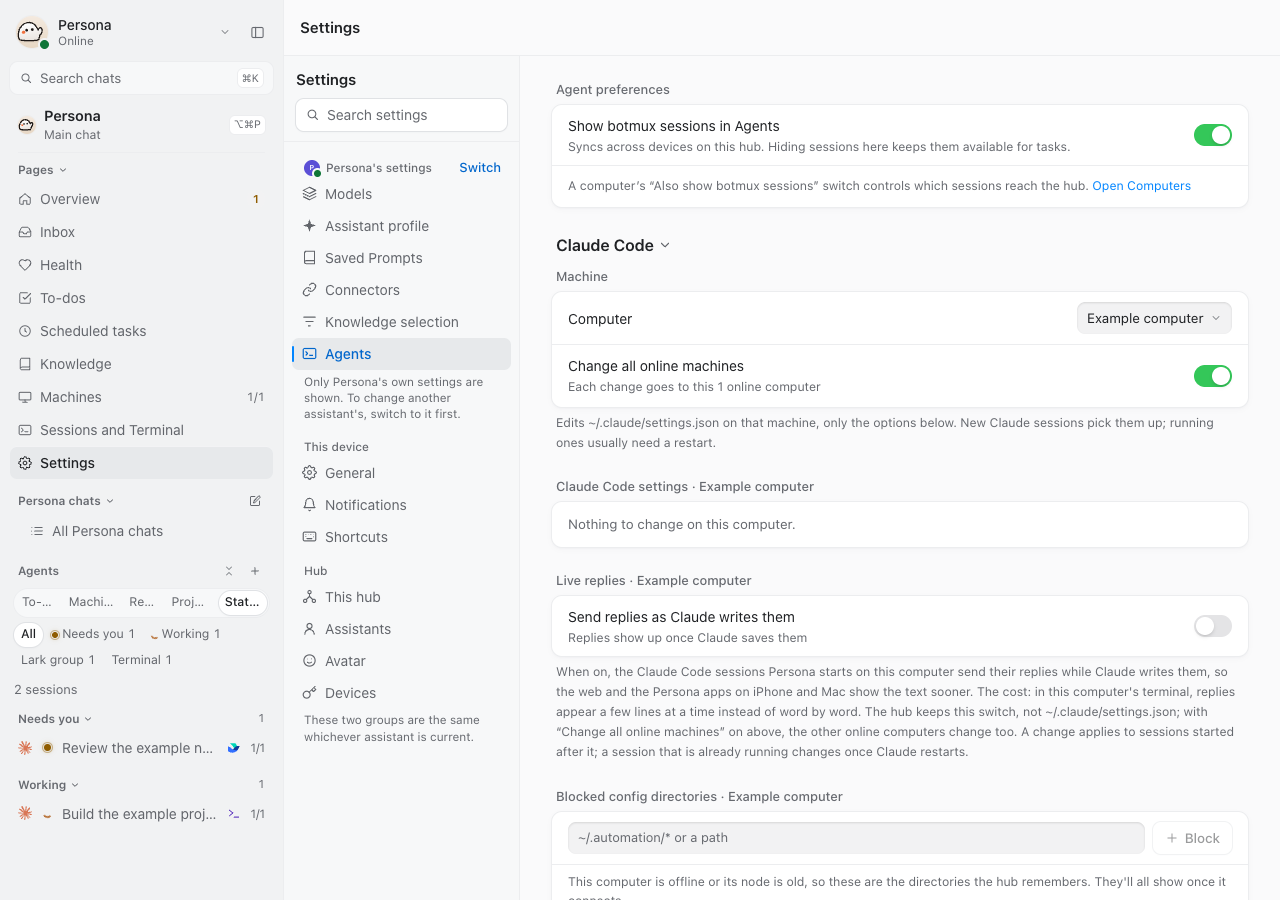 Persona
Online
Search chats
⌘K
Persona
Main chat
⌥⌘P
Pages
Overview
1
Inbox
Health
To-dos
Scheduled tasks
Knowledge
Machines
1/1
Sessions and Terminal
Settings
Persona chats
All Persona chats
Agents
To-...
Machi...
Re...
Proj...
Stat...
All
Needs you 1
Working 1
Lark group 1
Terminal 1
2 sessions
Needs you
1
Review the example n...
1/1
Working
1
Build the example proj...
1/1
Settings
Settings
Search settings
P
Persona's settings
Switch
Models
Assistant profile
Saved Prompts
Connectors
Knowledge selection
Agents
Only Persona's own settings are
shown. To change another
assistant's, switch to it first.
This device
General
Notifications
Shortcuts
Hub
This hub
Assistants
Avatar
Devices
These two groups are the same
whichever assistant is current.
Agent preferences
Show botmux sessions in Agents
Syncs across devices on this hub. Hiding sessions here keeps them available for tasks.
A computer's “Also show botmux sessions” switch controls which sessions reach the hub. Open Computers
Claude Code
Machine
Computer
Example computer
Change all online machines
Each change goes to this 1 online computer
Edits ~/.claude/settings.json on that machine, only the options below. New Claude sessions pick them up; running
ones usually need a restart.
Claude Code settings · Example computer
Nothing to change on this computer.
Live replies · Example computer
Send replies as Claude writes them
Replies show up once Claude saves them
When on, the Claude Code sessions Persona starts on this computer send their replies while Claude writes them, so
the web and the Persona apps on iPhone and Mac show the text sooner. The cost: in this computer's terminal, replies
appear a few lines at a time instead of word by word. The hub keeps this switch, not ~/.claude/settings.json; with
“Change all online machines” on above, the other online computers change too. A change applies to sessions started
after it; a session that is already running changes once Claude restarts.
Blocked config directories · Example computer
~/.automation/* or a path
Block
This computer is offline or its node is old, so these are the directories the hub remembers. They'll all show once it